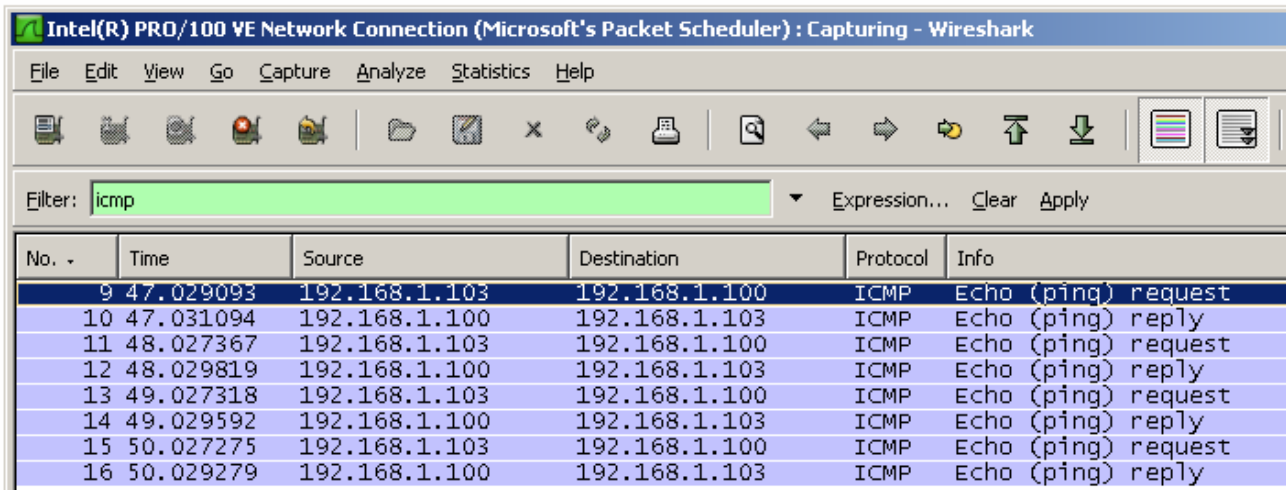 Intel(R) PRO/100 VE Network Connection (Microsoft's Packet Scheduler) : Capturing - Wireshark
File Edit View Go Capture Analyze Statistics Help
Filter: icmp Expression... Clear Apply
No. Time Source Destination Protocol Info
9 47.029093 192.168.1.103 192.168.1.100 ICMP Echo (ping) request
10 47.031094 192.168.1.100 192.168.1.103 ICMP Echo (ping) reply
11 48.027367 192.168.1.103 192.168.1.100 ICMP Echo (ping) request
12 48.029819 192.168.1.100 192.168.1.103 ICMP Echo (ping) reply
13 49.027318 192.168.1.103 192.168.1.100 ICMP Echo (ping) request
14 49.029592 192.168.1.100 192.168.1.103 ICMP Echo (ping) reply
15 50.027275 192.168.1.103 192.168.1.100 ICMP Echo (ping) request
16 50.029279 192.168.1.100 192.168.1.103 ICMP Echo (ping) reply